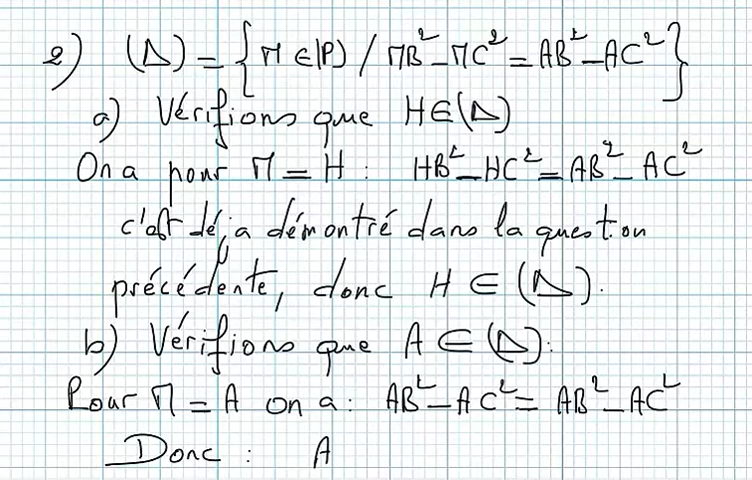 2) (Δ) = { M ∈ (P) / MB² - MC² = AB² - AC² }
a) Vérifions que H ∈ (Δ)
On a pour M = H : HB² - HC² = AB² - AC²
c'est déja démontré dans la question
précédente, donc H ∈ (Δ).
b) Vérifions que A ∈ (Δ):
Pour M = A on a : AB² - AC² = AB² - AC²
Donc : A